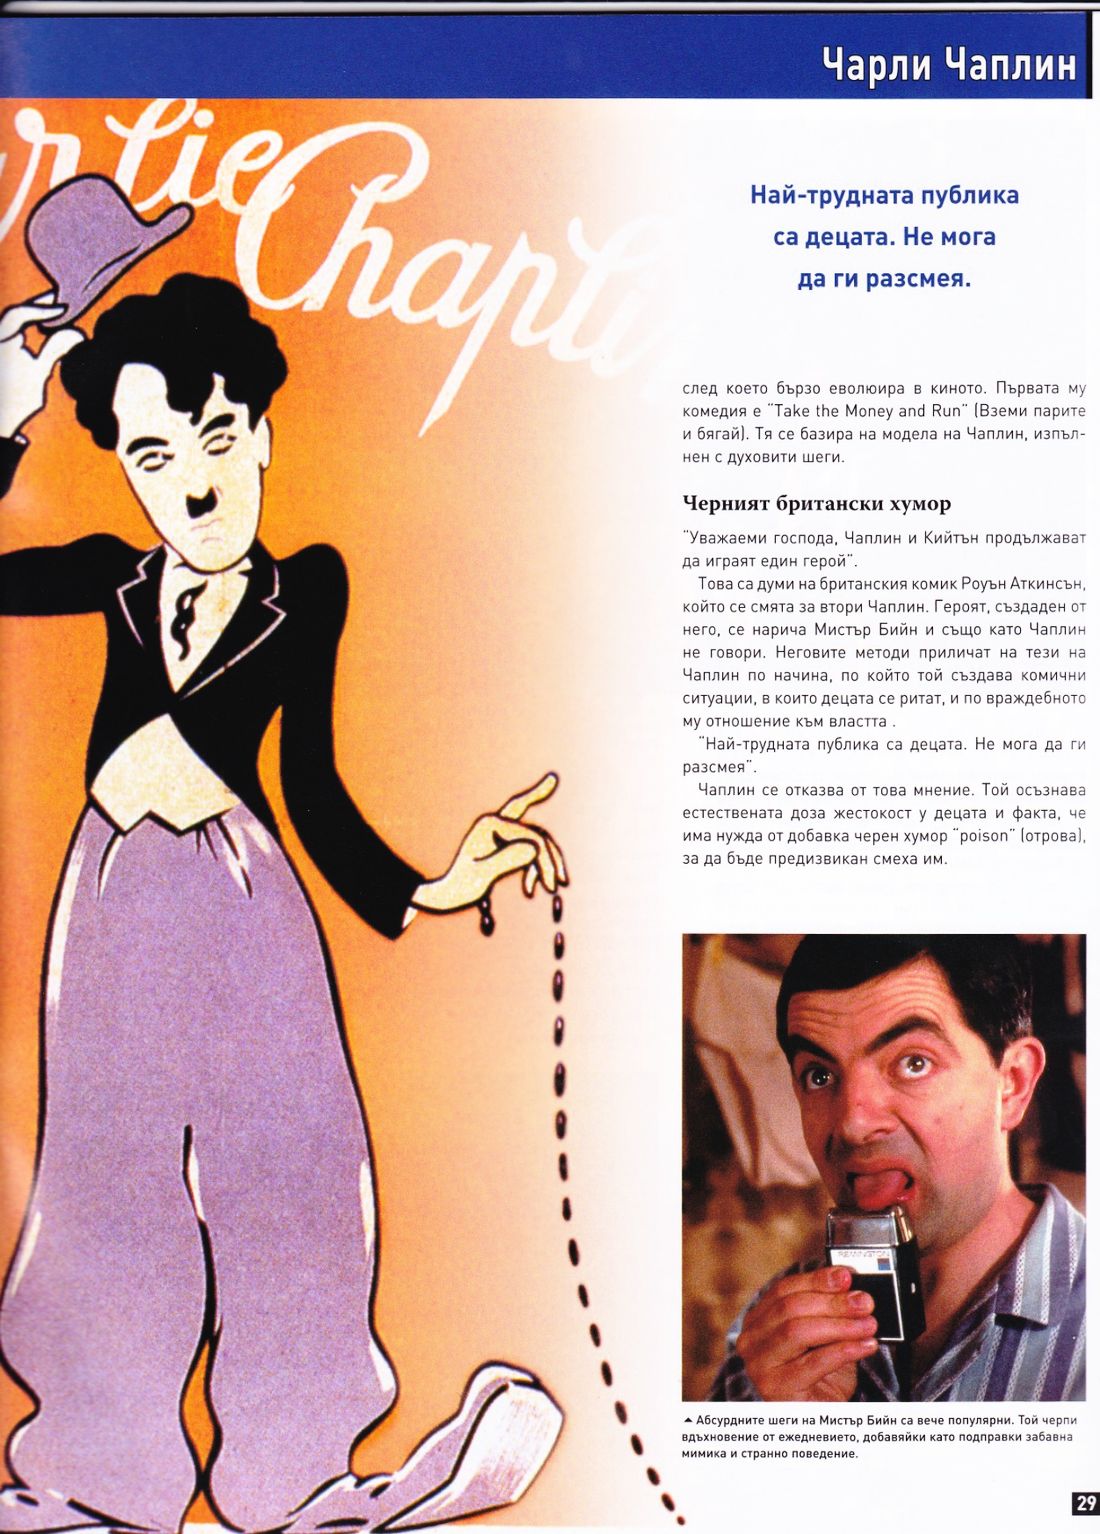 Чарли Чаплин
rlie
Chaplin
Най-трудната публика
са децата. Не мога
да ги разсмея.
след което бързо еволюира в киното. Първата му
комедия е "Take the Money and Run" (Вземи парите
и бягай). Тя се базира на модела на Чаплин, изпъл-
нен с духовити шеги.
Черният британски хумор
"Уважаеми господа, Чаплин и Кийтън продължават
да играят един герой".
Това са думи на британския комик Роуън Аткинсън,
който се смята за втори Чаплин. Героят, създаден от
него, се нарича Мистър Бийн и също като Чаплин
не говори. Неговите методи приличат на тези на
Чаплин по начина, по който той създава комични
ситуации, в които децата се ритат, и по враждебното
му отношение към властта .
"Най-трудната публика са децата. Не мога да ги
разсмея".
Чаплин се отказва от това мнение. Той осъзнава
естествената доза жестокост у децата и факта, че
има нужда от добавка черен хумор "poison" (отрова),
за да бъде предизвикан смеха им.
REMINGTON
Абсурдните шеги на Мистър Бийн са вече популярни. Той черпи
вдъхновение от ежедневието, добавяйки като подправки забавна
мимика и странно поведение.
29